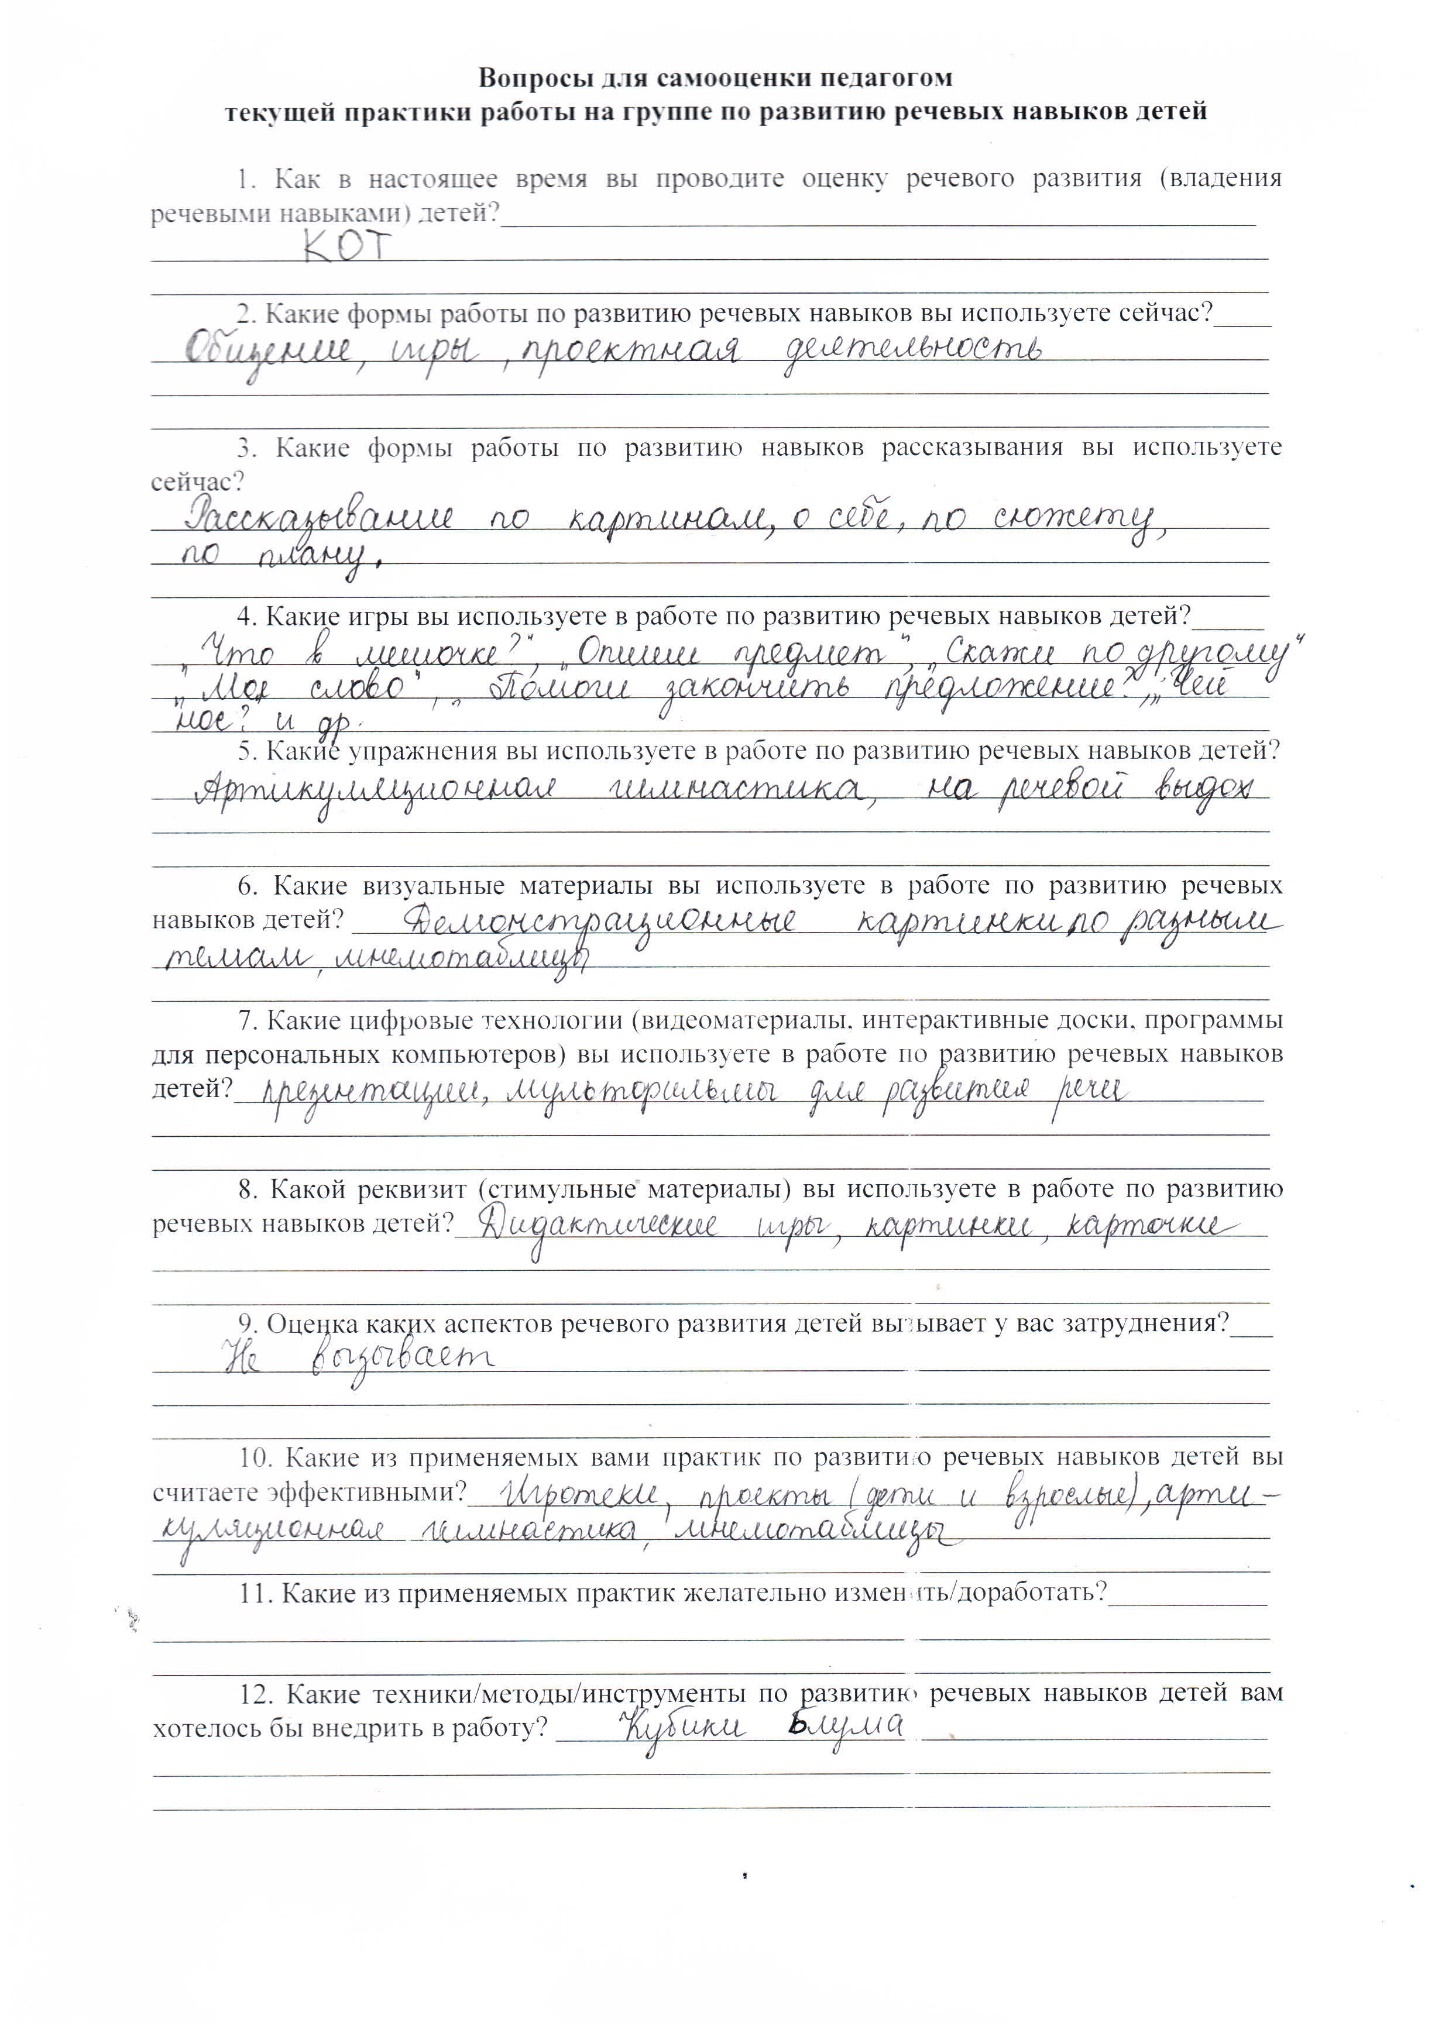 Вопросы для самооценки педагогом
текущей практики работы на группе по развитию речевых навыков детей
1. Как в настоящее время вы проводите оценку речевого развития (владения
речевыми навыками) детей?
КОТ
2. Какие формы работы по развитию речевых навыков вы используете сейчас?
Общение, игры, проектная деятельность
3. Какие формы работы по развитию навыков рассказывания вы используете
сейчас?
Рассказывание по картинам, о себе, по сюжету,
по плану.
4. Какие игры вы используете в работе по развитию речевых навыков детей?
„Что в мешочке?“, „Опиши предмет“, „Скажи по другому“
„Моё слово“, „Помоги закончить предложение?“, „Чей
нос? и др.
5. Какие упражнения вы используете в работе по развитию речевых навыков детей?
Артикуляционная гимнастика, на речевой выдох
6. Какие визуальные материалы вы используете в работе по развитию речевых
навыков детей? Демонстрационные картинки по разным
темам, мнемотаблицы
7. Какие цифровые технологии (видеоматериалы, интерактивные доски, программы
для персональных компьютеров) вы используете в работе по развитию речевых навыков
детей? презентации, мультфильмы для развития речи
8. Какой реквизит (стимульные материалы) вы используете в работе по развитию
речевых навыков детей? Дидактические игры, картинки, карточки
9. Оценка каких аспектов речевого развития детей вызывает у вас затруднения?
Не вызывает
10. Какие из применяемых вами практик по развитию речевых навыков детей вы
считаете эффективными? Игротеки, проекты (дети и взрослые), арти-
куляционная гимнастика, мнемотаблицы
11. Какие из применяемых практик желательно изменить/доработать?
12. Какие техники/методы/инструменты по развитию речевых навыков детей вам
хотелось бы внедрить в работу? Кубики Блума